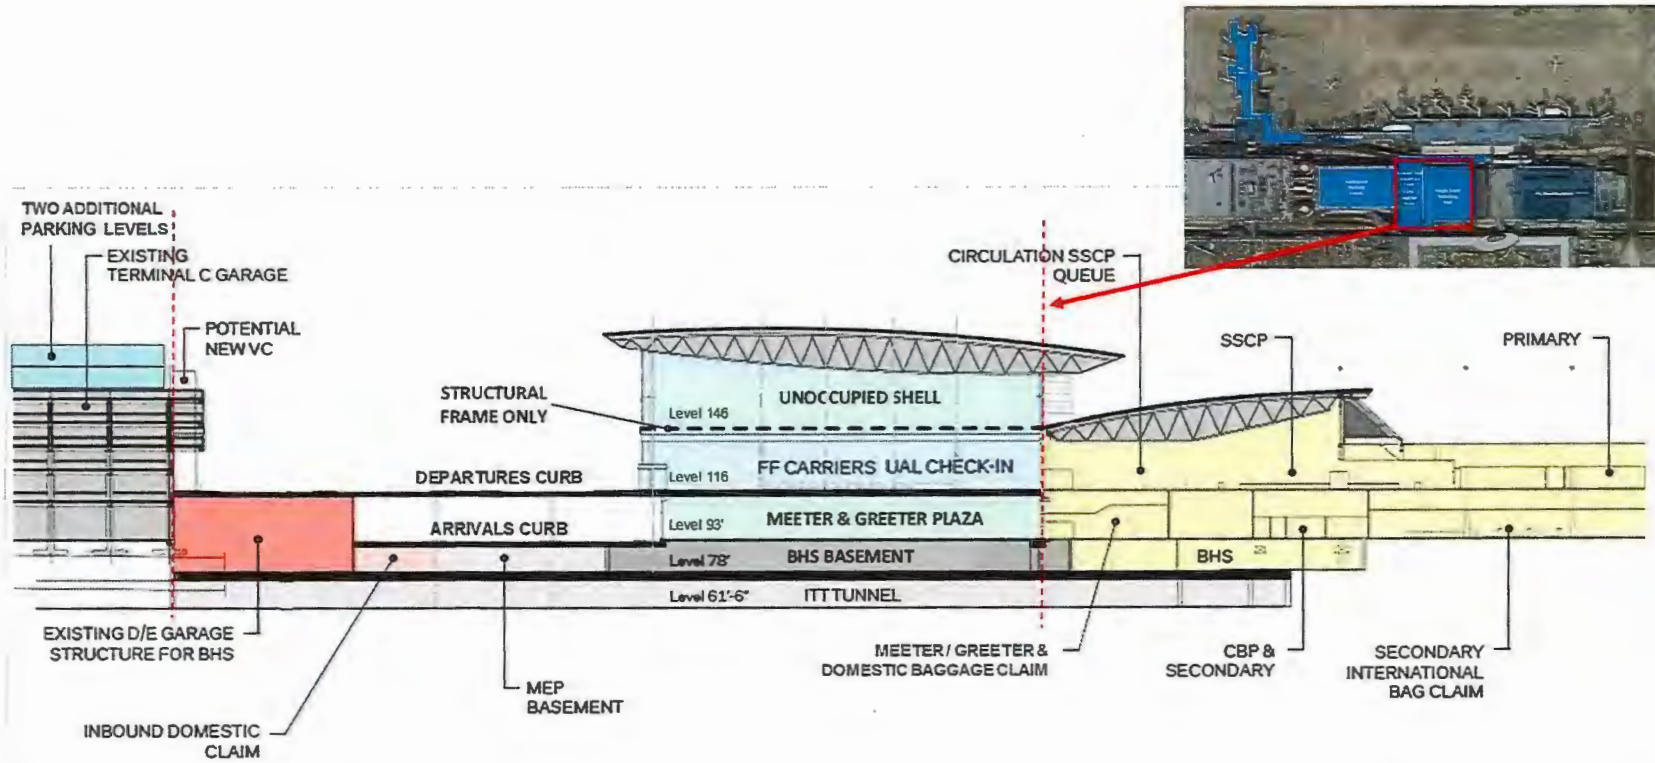 TWO ADDITIONAL
PARKING LEVELS
EXISTING
TERMINAL C GARAGE
POTENTIAL
NEW VC
STRUCTURAL
FRAME ONLY
CIRCULATION SSCP
QUEUE
SSCP
PRIMARY
UNOCCUPIED SHELL
Level 146
FF CARRIERS UAL CHECK-IN
Level 116
DEPARTURES CURB
ARRIVALS CURB
MEETER & GREETER PLAZA
Level 93'
BHS BASEMENT
Level 78'
BHS
Level 61'-6"
ITT TUNNEL
EXISTING D/E GARAGE
STRUCTURE FOR BHS
INBOUND DOMESTIC
CLAIM
MEP
BASEMENT
MEETER / GREETER &
DOMESTIC BAGGAGE CLAIM
CBP &
SECONDARY
SECONDARY
INTERNATIONAL
BAG CLAIM